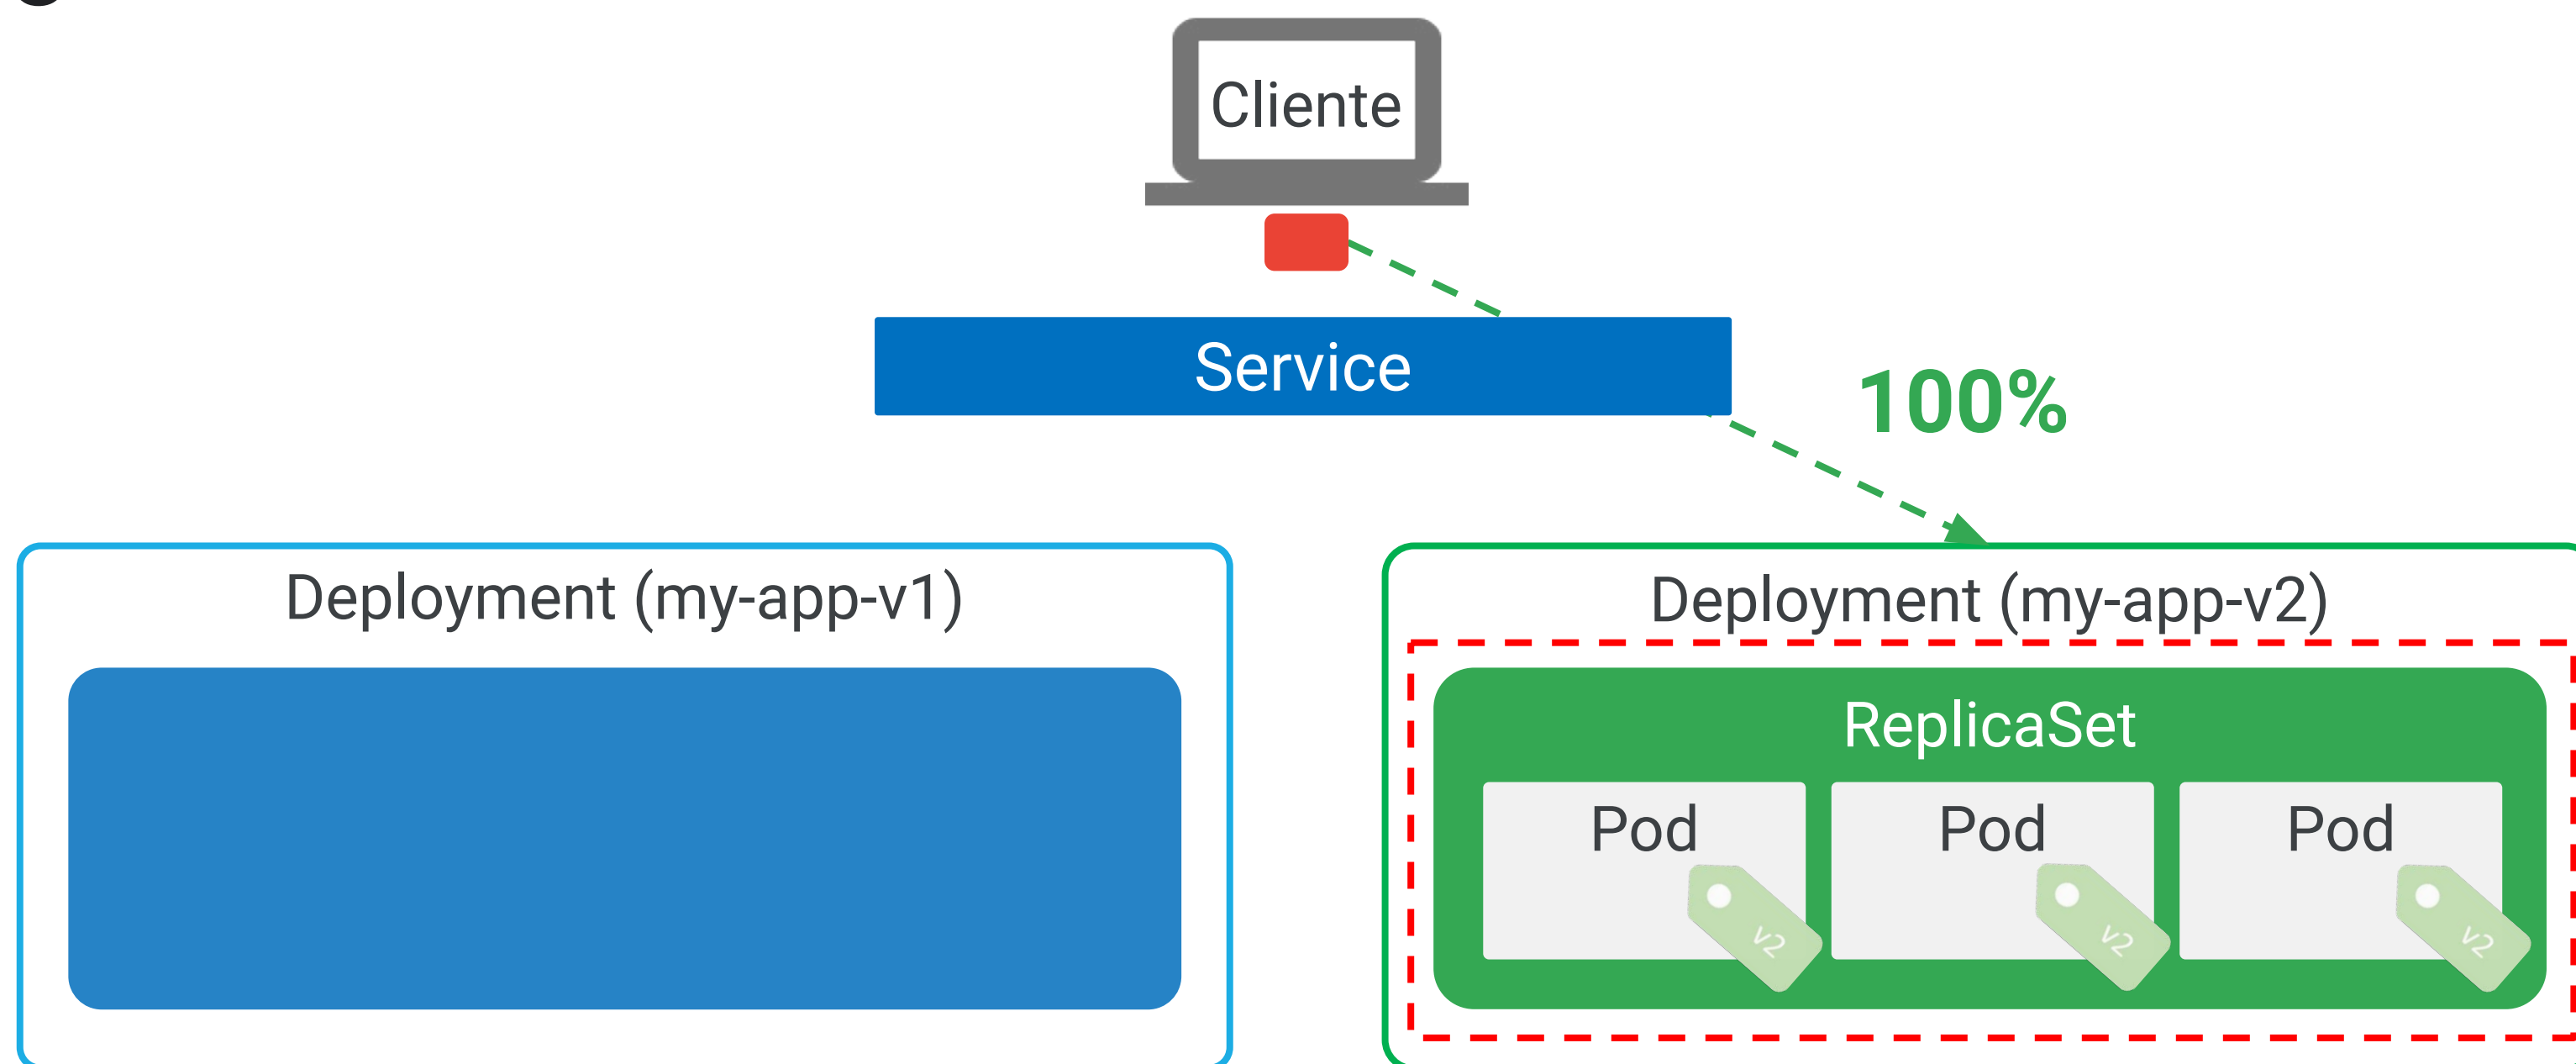 Cliente
Service
100%
Deployment (my-app-v1)
Deployment (my-app-v2)
ReplicaSet
Pod Pod Pod
v2 v2 v2